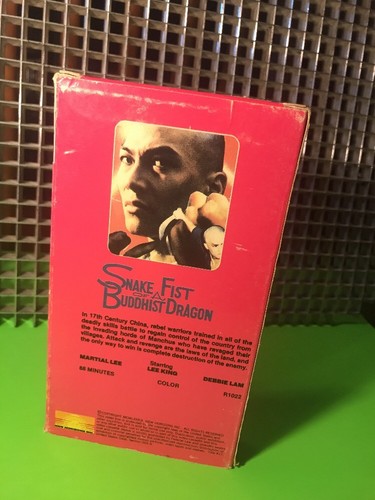 SNAKE FIST
OF A
BUDDHIST DRAGON
In 17th Century China, rebel warriors trained in all of the
deadly skills battle to regain control of the country from
the invading horde of Manchus who have ravaged their
villages. Attack and revenge are the laws of the land, and
the only way to win is complete destruction of the enemy.
Starring
MARTIAL LEE LEE KING DEBBIE LAM
86 MINUTES COLOR R1022